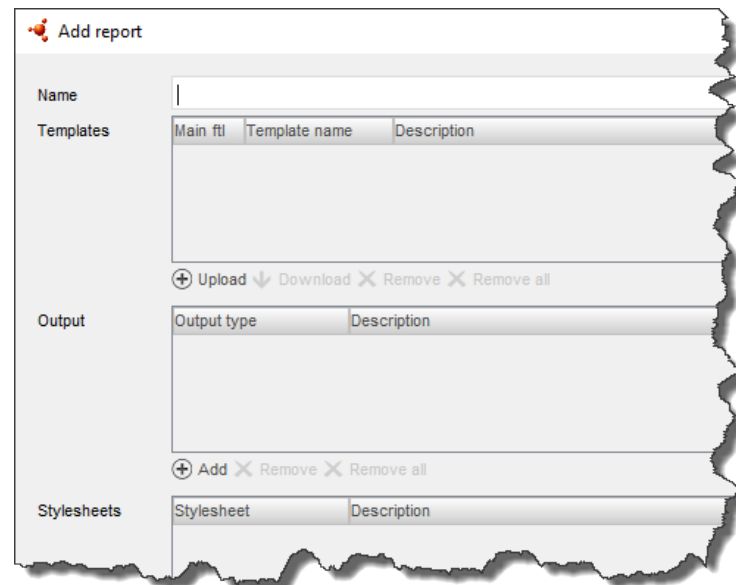 Add report
Name
Templates
Main ftl Template name Description
Upload Download Remove Remove all
Output
Output type Description
Add Remove Remove all
Stylesheets
Stylesheet Description